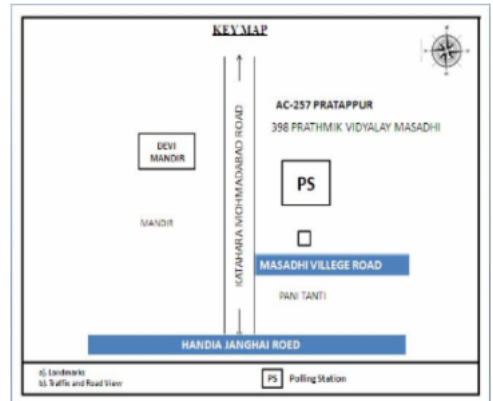 KEY MAP
AC-257 PRATAPPUR
398 PRATHMIK VIDYALAY MASADHI
DEVI
MANDIR
KATAHARA MOHMADABAD ROAD
PS
MANDIR
MASADHI VILLEGE ROAD
PANI TANTI
HANDIA JANGHAI ROED
a). Landmarks
b). Traffic and Road View
PS Polling Station